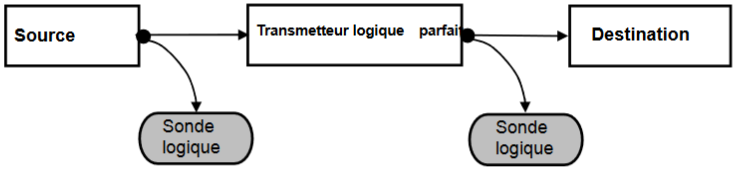 Source
Transmetteur logique parfait
Destination
Sonde
logique
Sonde
logique